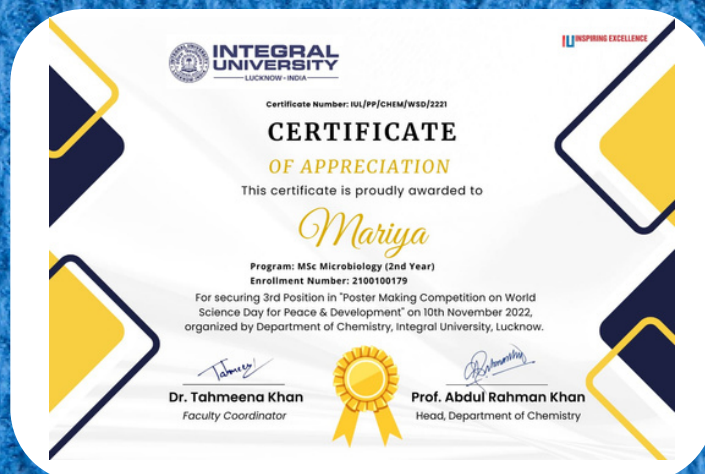 INTEGRAL
UNIVERSITY
LUCKNOW-INDIA
IU INSPIRING EXCELLENCE
Certificate Number: IUL/PP/CHEM/WSD/2221
CERTIFICATE
OF APPRECIATION
This certificate is proudly awarded to
Mariya
Program: MSc Microbiology (2nd Year)
Enrollment Number: 2100100179
For securing 3rd Position in "Poster Making Competition on World
Science Day for Peace & Development" on 10th November 2022,
organized by Department of Chemistry, Integral University, Lucknow.
Dr. Tahmeena Khan
Faculty Coordinator
Prof. Abdul Rahman Khan
Head, Department of Chemistry